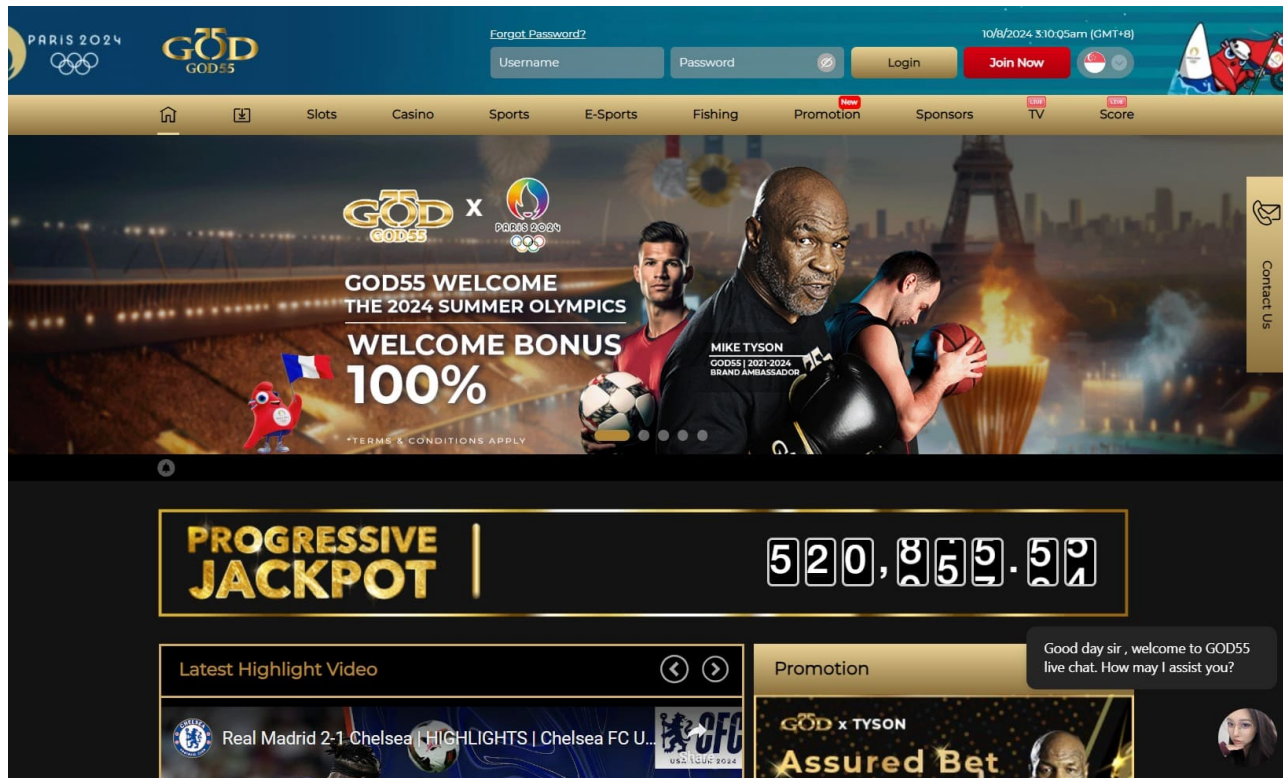 PARIS 2024
GOD
GOD55
Forgot Password?
10/8/2024 3:10:05am (GMT+8)
Username
Password
Login
Join Now
Slots
Casino
Sports
E-Sports
Fishing
New
Promotion
Sponsors
LIVE
TV
LIVE
Score
GOD
GOD55
X
PARIS 2024
GOD55 WELCOME
THE 2024 SUMMER OLYMPICS
WELCOME BONUS
100%
*TERMS & CONDITIONS APPLY
MIKE TYSON
GOD55 | 2021-2024
BRAND AMBASSADOR
Contact Us
PROGRESSIVE
JACKPOT
Latest Highlight Video
Promotion
Good day sir , welcome to GOD55
live chat. How may I assist you?
Real Madrid 2-1 Chelsea | HIGHLIGHTS | Chelsea FC U...
CFC
Share
GOD x TYSON
Assured Bet